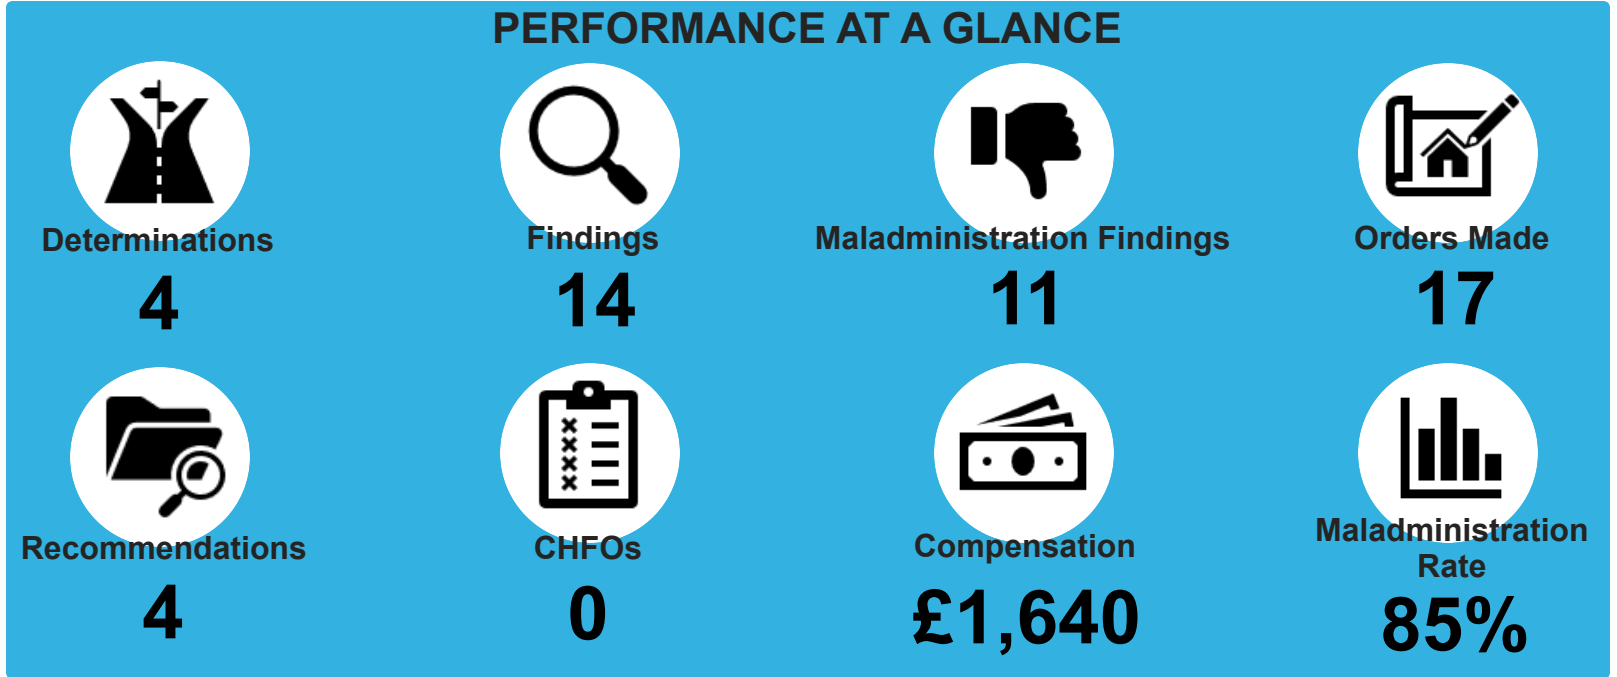 PERFORMANCE AT A GLANCE
Determinations
4
Findings
14
Maladministration Findings
11
Orders Made
17
Recommendations
4
CHFOs
0
Compensation
£1,640
Maladministration
Rate
85%